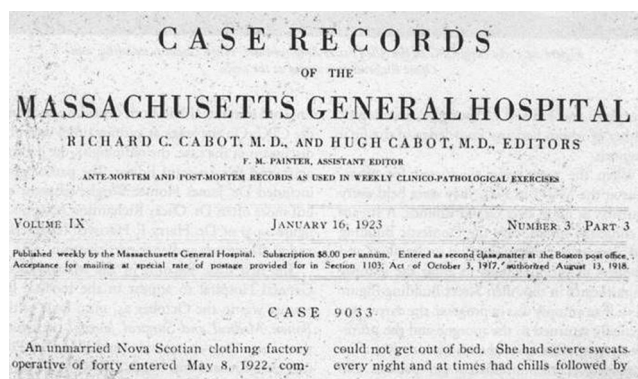 CASE RECORDS
OF THE
MASSACHUSETTS GENERAL HOSPITAL
RICHARD C. CABOT, M.D., AND HUGH CABOT, M.D., EDITORS
F. M. PAINTER, ASSISTANT EDITOR
ANTE-MORTEM AND POST-MORTEM RECORDS AS USED IN WEEKLY CLINICO-PATHOLOGICAL EXERCISES
VOLUME IX JANUARY 16, 1923 NUMBER 3 PART 3
Published weekly by the Massachusetts General Hospital. Subscription $8.00 per annum. Entered as second class matter at the Boston post office.
Acceptance for mailing at special rate of postage provided for in Section 1103, Act of October 3, 1917, authorized August 13, 1918.
CASE 9033.
An unmarried Nova Scotian clothing factory
operative of forty entered May 8, 1922, com-
could not get out of bed. She had severe sweats
every night and at times had chills followed by